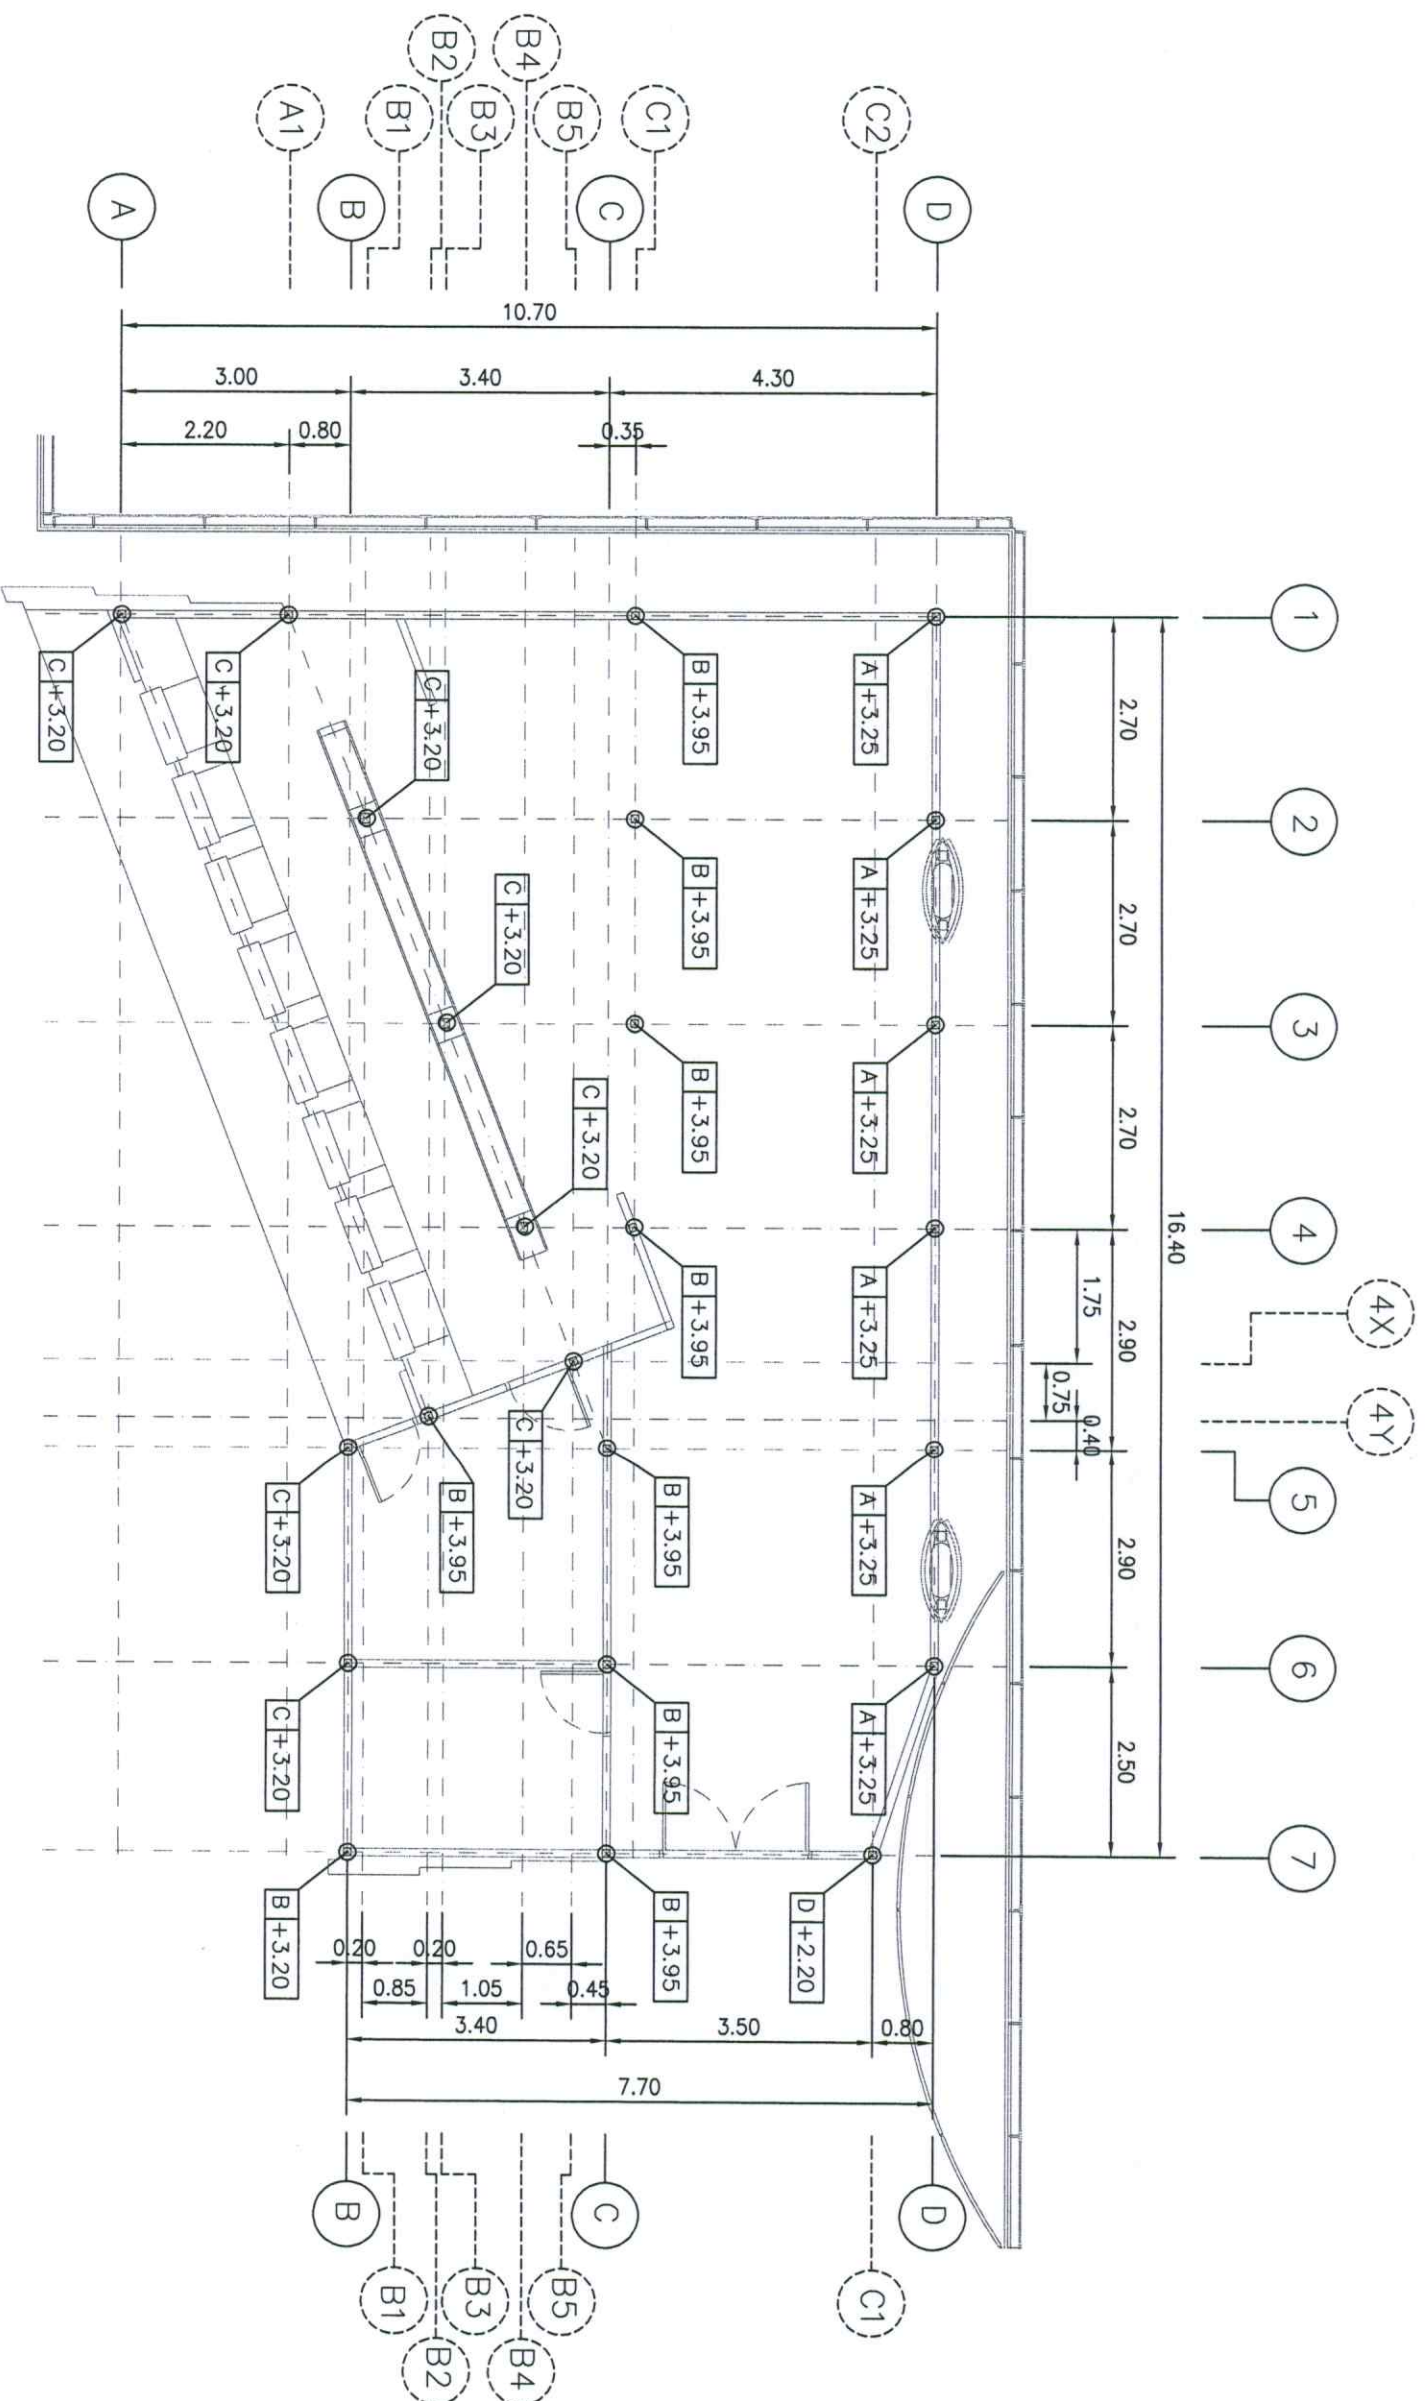 1
2
3
4
4X
4Y
5
6
7
16.40
2.70
2.70
2.70
2.90
2.90
2.50
1.75
0.75
0.40
D
C2
C1
C
B5
B4
B3
B2
B1
B
A1
A
10.70
4.30
3.40
3.00
0.35
0.80
2.20
A +3.25
A +3.25
A +3.25
A +3.25
A +3.25
A +3.25
D +2.20
B +3.95
B +3.95
B +3.95
B +3.95
B +3.95
B +3.95
B +3.95
C +3.20
C +3.20
C +3.20
C +3.20
B +3.95
C +3.20
C +3.20
C +3.20
C +3.20
B +3.20
0.80
3.50
3.40
7.70
0.45
0.65
1.05
0.20
0.85
0.20
D
C1
C
B5
B4
B3
B2
B1
B